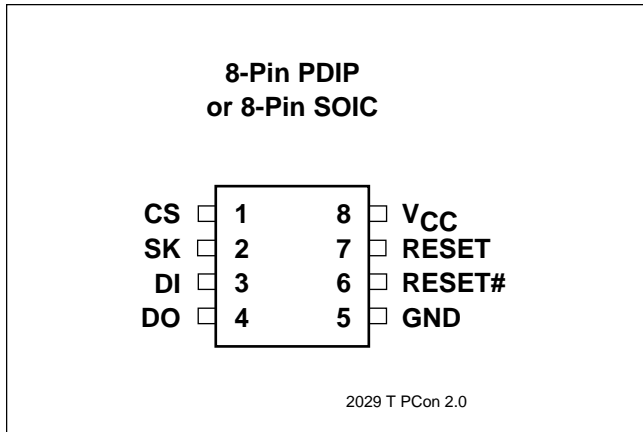 8-Pin PDIP
or 8-Pin SOIC
CS 1 8 VCC
SK 2 7 RESET
DI 3 6 RESET#
DO 4 5 GND
2029 T PCon 2.0